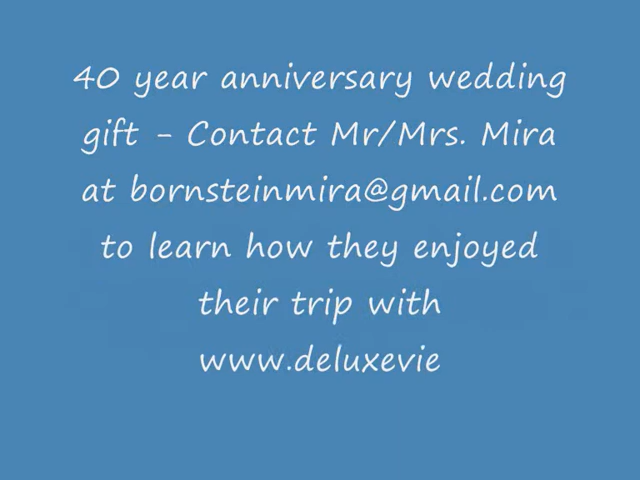 40 year anniversary wedding
gift - Contact Mr/Mrs. Mira
at bornsteinmira@gmail.com
to learn how they enjoyed
their trip with
www.deluxevie